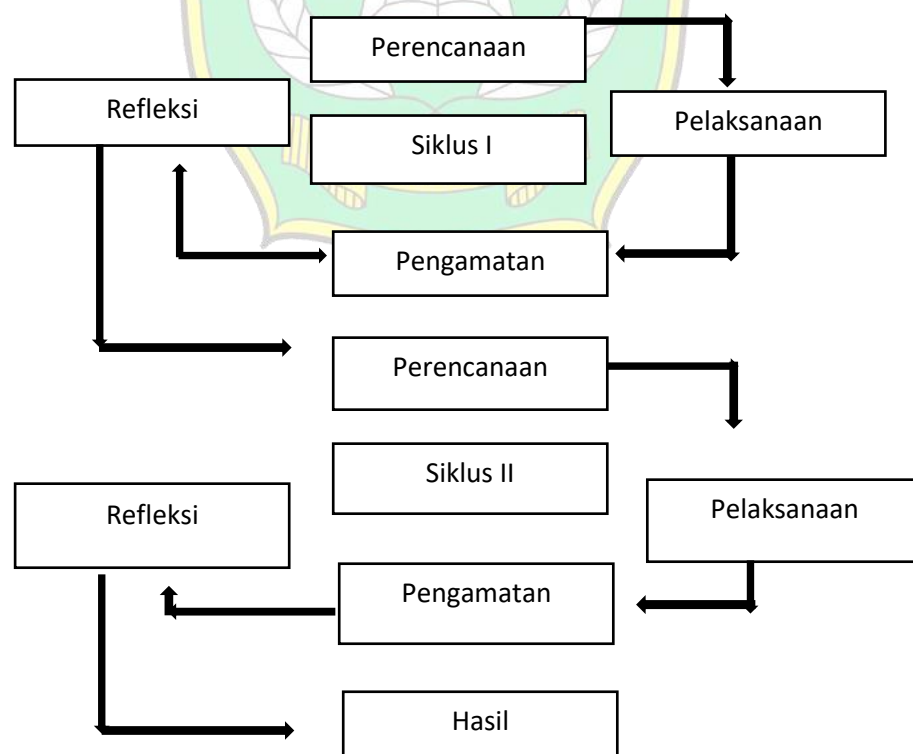 Perencanaan
Refleksi
Pelaksanaan
Siklus I
Pengamatan
Perencanaan
Siklus II
Refleksi
Pelaksanaan
Pengamatan
Hasil